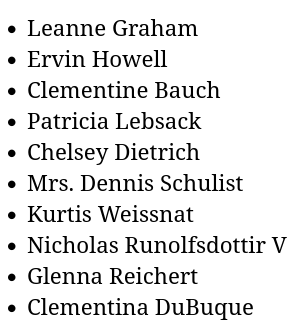 Leanne Graham
Ervin Howell
Clementine Bauch
Patricia Lebsack
Chelsey Dietrich
Mrs. Dennis Schulist
Kurtis Weissnat
Nicholas Runolfsdottir V
Glenna Reichert
Clementina DuBuque